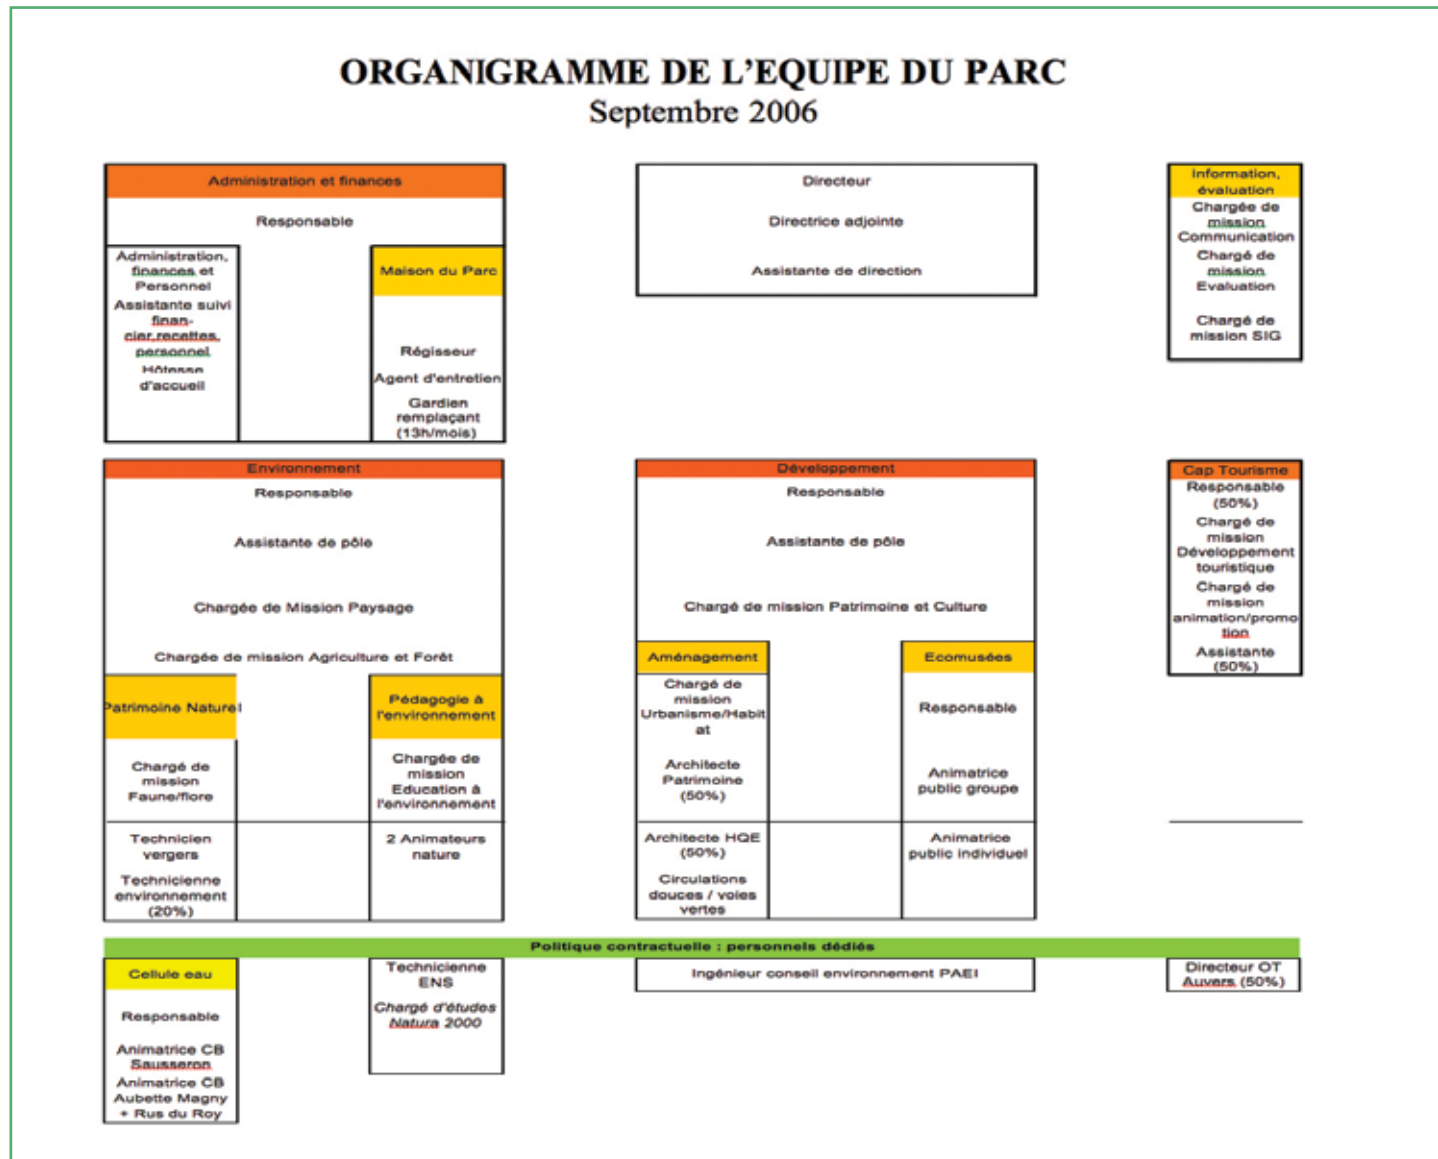 ORGANIGRAMME DE L'EQUIPE DU PARC
Septembre 2006
Administration et finances
Responsable
Administration,
finances et
Personnel
Assistante suivi
finan-
cier,recettes,
personnel
Hôtesse
d'accueil
Maison du Parc
Régisseur
Agent d'entretien
Gardien
remplaçant
(13h/mois)
Directeur
Directrice adjointe
Assistante de direction
Information,
évaluation
Chargée de
mission
Communication
Chargé de
mission
Evaluation
Chargé de
mission SIG
Environnement
Responsable
Assistante de pôle
Chargée de Mission Paysage
Chargée de mission Agriculture et Forêt
Patrimoine Naturel
Chargé de
mission
Faune/flore
Technicien
vergers
Technicienne
environnement
(20%)
Pédagogie à
l'environnement
Chargée de
mission
Education à
l'environnement
2 Animateurs
nature
Développement
Responsable
Assistante de pôle
Chargé de mission Patrimoine et Culture
Aménagement
Chargé de
mission
Urbanisme/Habit
at
Architecte
Patrimoine
(50%)
Architecte HQE
(50%)
Circulations
douces / voies
vertes
Ecomusées
Responsable
Animatrice
public groupe
Animatrice
public individuel
Cap Tourisme
Responsable
(50%)
Chargé de
mission
Développement
touristique
Chargé de
mission
animation/promo
tion
Assistante
(50%)
Politique contractuelle : personnels dédiés
Cellule eau
Responsable
Animatrice CB
Sausseron
Animatrice CB
Aubette Magny
+ Rus du Roy
Technicienne
ENS
Chargé d'études
Natura 2000
Ingénieur conseil environnement PAEI
Directeur OT
Auvers (50%)